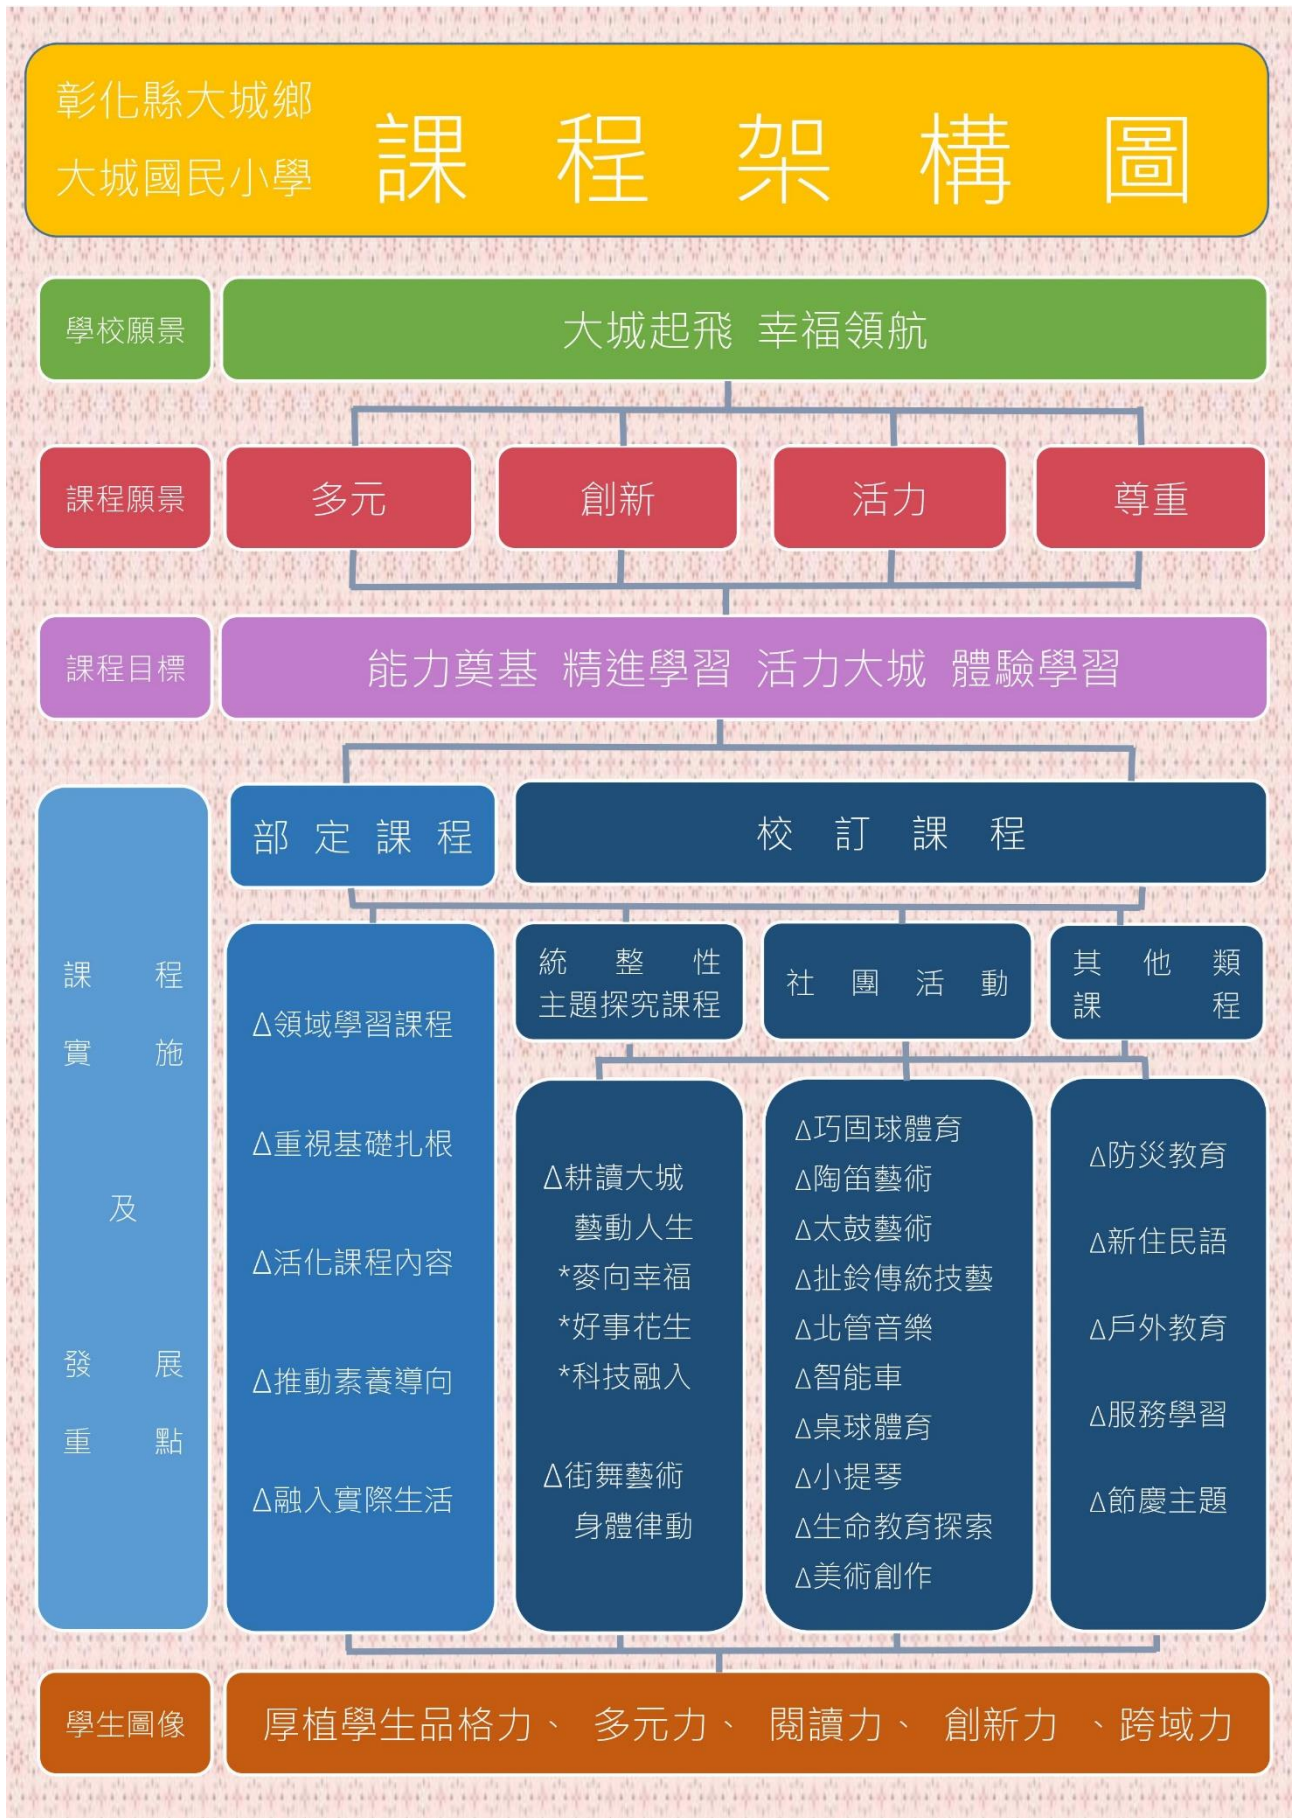 彰化縣大城鄉
大城國民小學
課程架構圖
學校願景
大城起飛 幸福領航
課程願景
多元
創新
活力
尊重
課程目標
能力奠基 精進學習 活力大城 體驗學習
課程
實施
及
發展
重點
部定課程
校訂課程
Δ領域學習課程
Δ重視基礎扎根
Δ活化課程內容
Δ推動素養導向
Δ融入實際生活
統整性
主題探究課程
社團活動
其他類
課程
Δ耕讀大城
藝動人生
*麥向幸福
*好事花生
*科技融入
Δ街舞藝術
身體律動
Δ巧固球體育
Δ陶笛藝術
Δ太鼓藝術
Δ扯鈴傳統技藝
Δ北管音樂
Δ智能車
Δ桌球體育
Δ小提琴
Δ生命教育探索
Δ美術創作
Δ防災教育
Δ新住民語
Δ戶外教育
Δ服務學習
Δ節慶主題
學生圖像
厚植學生品格力、 多元力、 閱讀力、 創新力 、跨域力